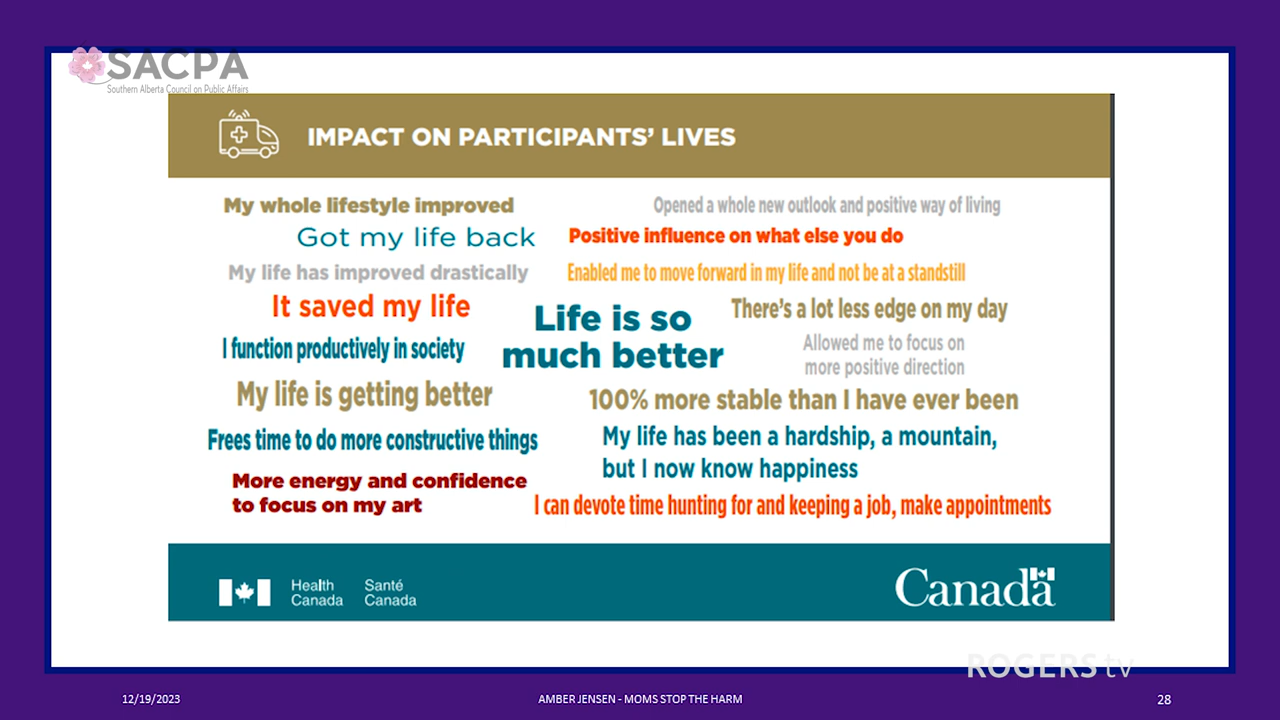 SACPA
Southern Alberta Council on Public Affairs
IMPACT ON PARTICIPANTS' LIVES
My whole lifestyle improved
Opened a whole new outlook and positive way of living
Got my life back
Positive influence on what else you do
My life has improved drastically
Enabled me to move forward in my life and not be at a standstill
It saved my life
Life is so
much better
There's a lot less edge on my day
I function productively in society
Allowed me to focus on
more positive direction
My life is getting better
100% more stable than I have ever been
Frees time to do more constructive things
My life has been a hardship, a mountain,
but I now know happiness
More energy and confidence
to focus on my art
I can devote time hunting for and keeping a job, make appointments
Health
Canada
Santé
Canada
Canada
ROGERS tv
12/19/2023
AMBER JENSEN - MOMS STOP THE HARM
28